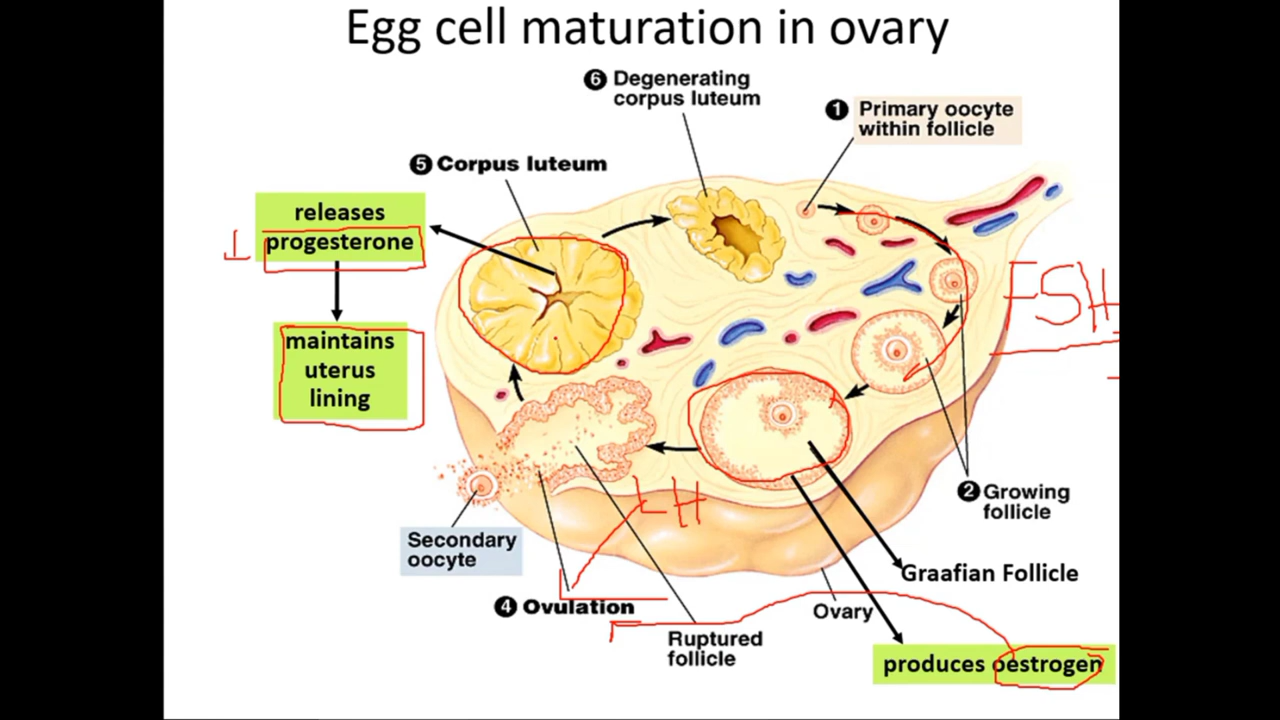 Egg cell maturation in ovary
6 Degenerating
corpus luteum
1 Primary oocyte
within follicle
5 Corpus luteum
releases
progesterone
maintains
uterus
lining
FSH
2 Growing
follicle
LH
Secondary
oocyte
Graafian Follicle
4 Ovulation
Ovary
Ruptured
follicle
produces oestrogen